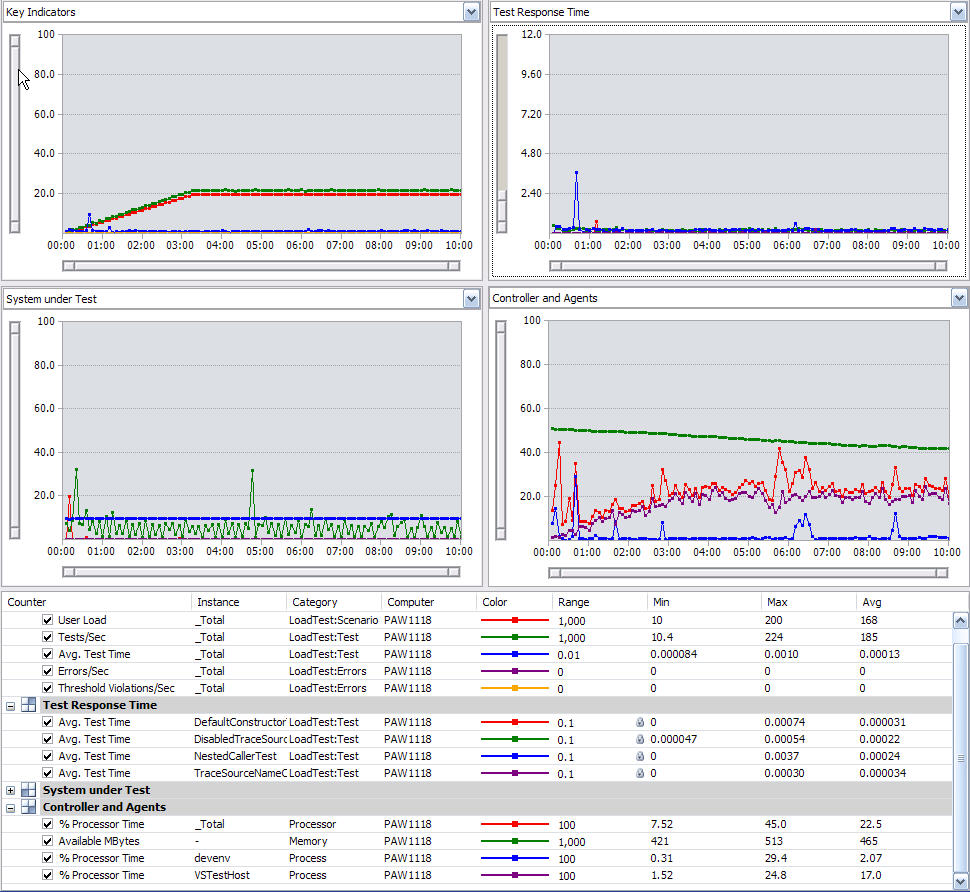 Key Indicators
100
80.0
60.0
40.0
20.0
00:00 01:00 02:00 03:00 04:00 05:00 06:00 07:00 08:00 09:00 10:00
Test Response Time
12.0
9.60
7.20
4.80
2.40
00:00 01:00 02:00 03:00 04:00 05:00 06:00 07:00 08:00 09:00 10:00
System under Test
100
80.0
60.0
40.0
20.0
00:00 01:00 02:00 03:00 04:00 05:00 06:00 07:00 08:00 09:00 10:00
Controller and Agents
100
80.0
60.0
40.0
20.0
00:00 01:00 02:00 03:00 04:00 05:00 06:00 07:00 08:00 09:00 10:00
Counter Instance Category Computer Color Range Min Max Avg
User Load _Total LoadTest:Scenario PAW1118 1,000 10 200 168
Tests/Sec _Total LoadTest:Test PAW1118 1,000 10.4 224 185
Avg. Test Time _Total LoadTest:Test PAW1118 0.01 0.000084 0.0010 0.00013
Errors/Sec _Total LoadTest:Errors PAW1118 0 0 0 0
Threshold Violations/Sec _Total LoadTest:Errors PAW1118 0 0 0 0
Test Response Time
Avg. Test Time DefaultConstructor LoadTest:Test PAW1118 0.1 0 0.00074 0.000031
Avg. Test Time DisabledTraceSourc LoadTest:Test PAW1118 0.1 0.000047 0.00054 0.00022
Avg. Test Time NestedCallerTest LoadTest:Test PAW1118 0.1 0 0.0037 0.00024
Avg. Test Time TraceSourceNameC LoadTest:Test PAW1118 0.1 0 0.00030 0.000034
System under Test
Controller and Agents
% Processor Time _Total Processor PAW1118 100 7.52 45.0 22.5
Available MBytes - Memory PAW1118 1,000 421 513 465
% Processor Time devenv Process PAW1118 100 0.31 29.4 2.07
% Processor Time VSTestHost Process PAW1118 100 1.52 24.8 17.0